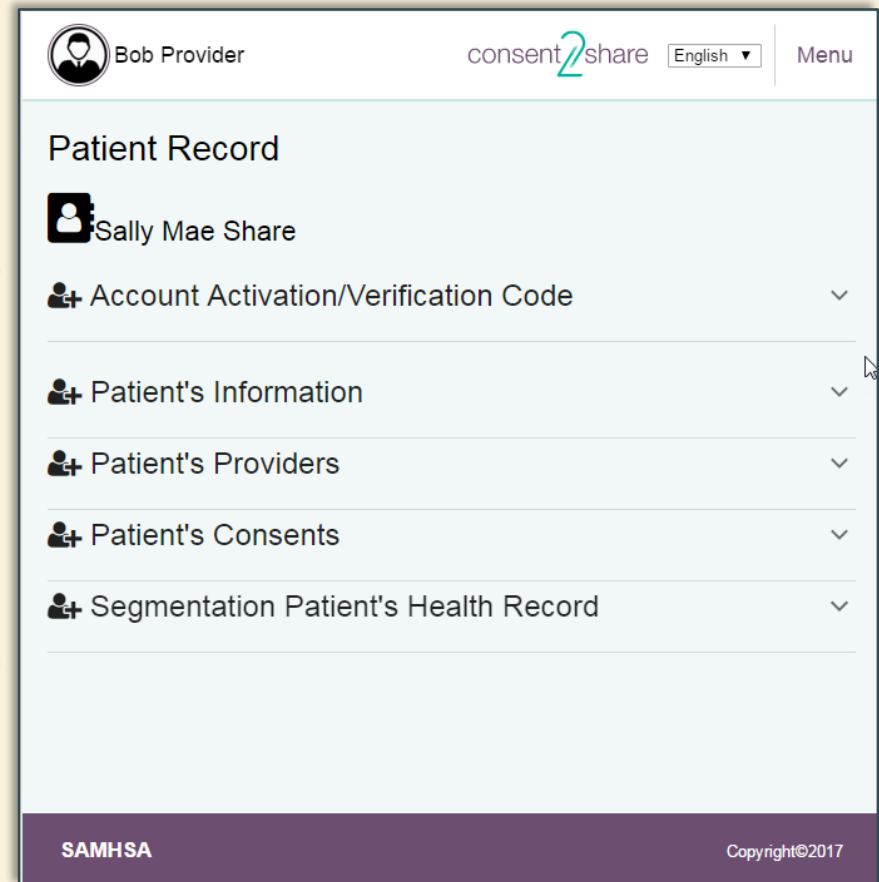 Bob Provider
consent2share
English
Menu
Patient Record
Sally Mae Share
Account Activation/Verification Code
Patient's Information
Patient's Providers
Patient's Consents
Segmentation Patient's Health Record
SAMHSA
Copyright©2017